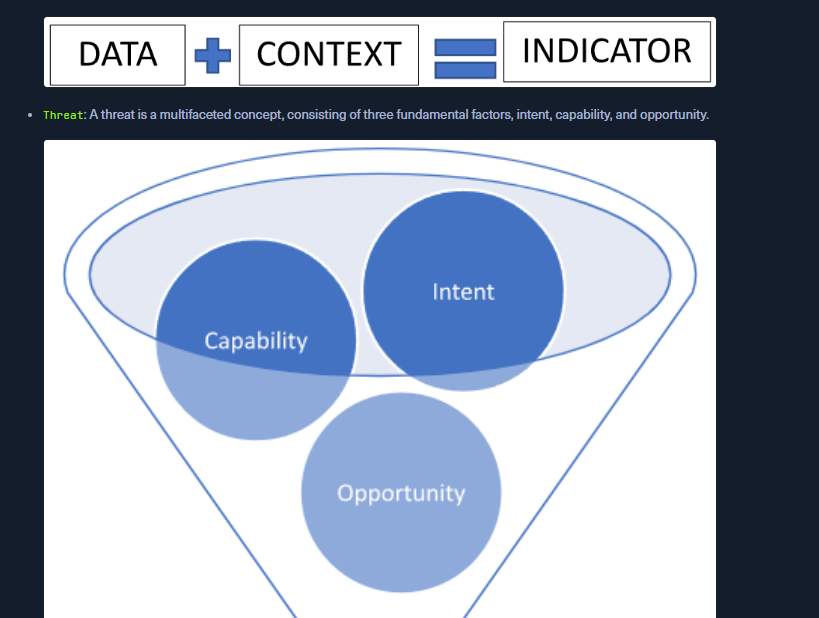 DATA + CONTEXT = INDICATOR
Threat: A threat is a multifaceted concept, consisting of three fundamental factors, intent, capability, and opportunity.
Intent
Capability
Opportunity